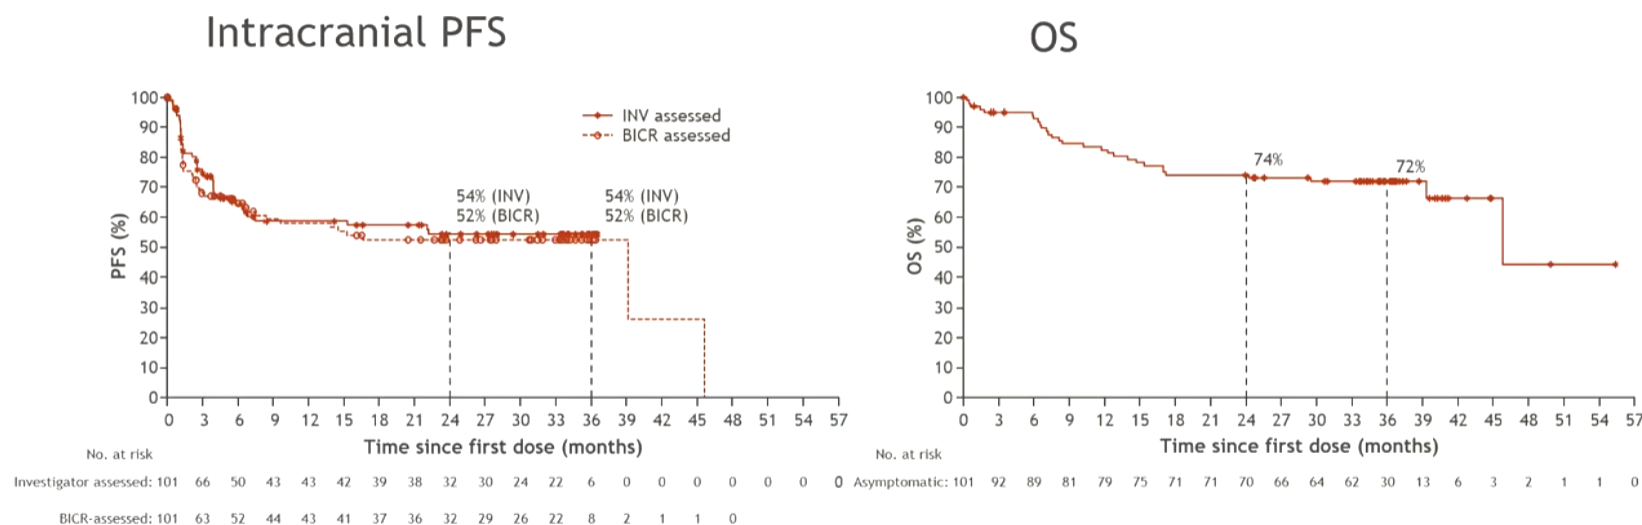 Intracranial PFS
OS
INV assessed
BICR assessed
100
90
80
70
60
50
40
30
20
10
0
PFS (%)
54% (INV)
52% (BICR)
54% (INV)
52% (BICR)
0 3 6 9 12 15 18 21 24 27 30 33 36 39 42 45 48 51 54 57
Time since first dose (months)
No. at risk
Investigator assessed: 101 66 50 43 43 42 39 38 32 30 24 22 6 0 0 0 0 0 0 0
BICR-assessed: 101 63 52 44 43 41 37 36 32 29 26 22 8 2 1 1 0
100
90
80
70
60
50
40
30
20
10
0
OS (%)
74%
72%
0 3 6 9 12 15 18 21 24 27 30 33 36 39 42 45 48 51 54 57
Time since first dose (months)
No. at risk
Asymptomatic: 101 92 89 81 79 75 71 71 70 66 64 62 30 13 6 3 2 1 1 0